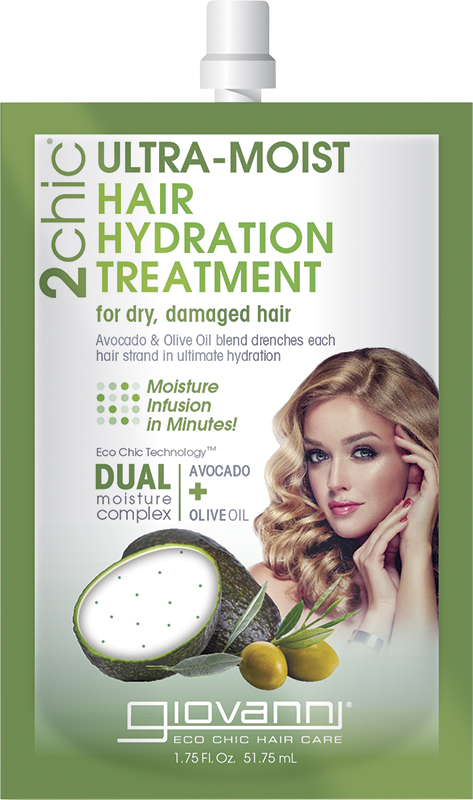 2chic®
ULTRA-MOIST
HAIR
HYDRATION
TREATMENT
for dry, damaged hair
Avocado & Olive Oil blend drenches each
hair strand in ultimate hydration
Moisture
Infusion
in Minutes!
Eco Chic Technology™
DUAL
moisture
complex
AVOCADO
+
OLIVE OIL
giovanni®
ECO CHIC HAIR CARE
1.75 Fl. Oz. 51.75 mL